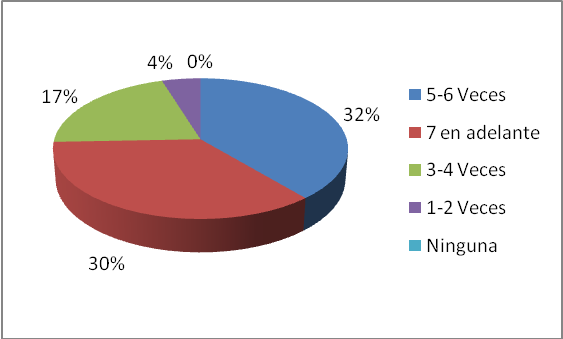 4%
0%
17%
32%
30%
5-6 Veces
7 en adelante
3-4 Veces
1-2 Veces
Ninguna